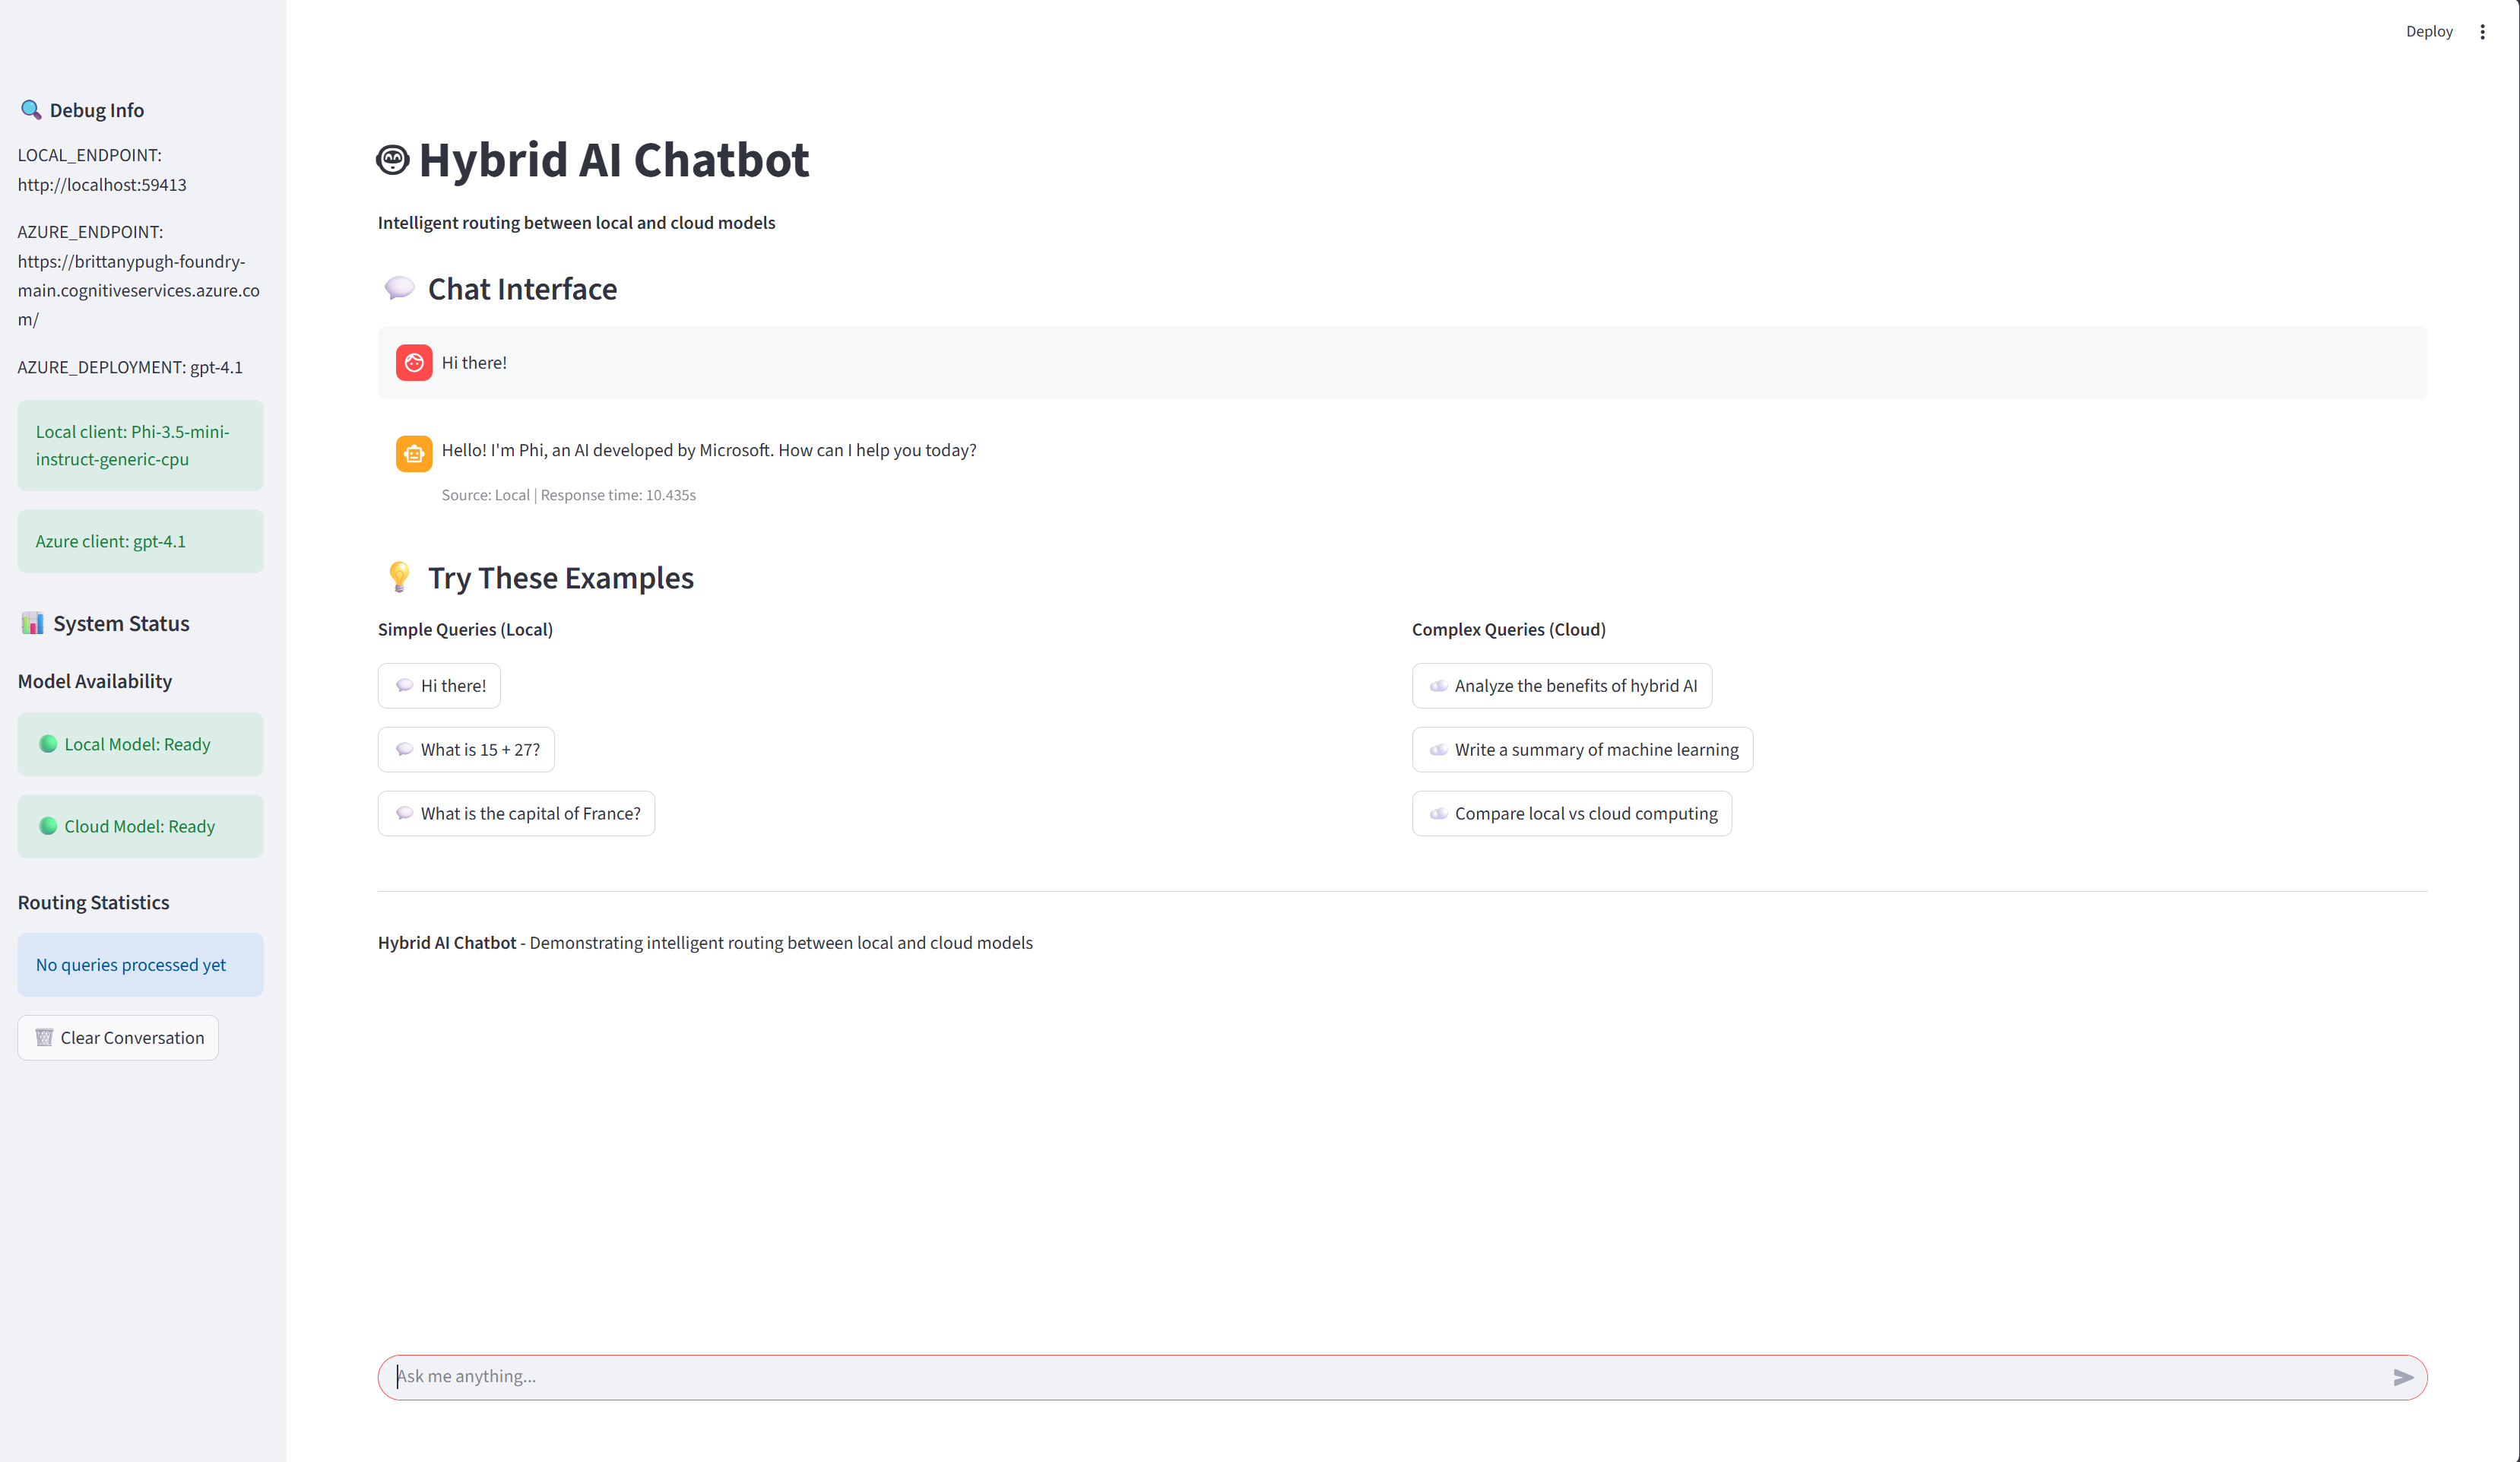 Deploy
Debug Info
LOCAL_ENDPOINT:
http://localhost:59413
AZURE_ENDPOINT:
https://brittanypugh-foundry-
main.cognitiveservices.azure.co
m/
AZURE_DEPLOYMENT: gpt-4.1
Local client: Phi-3.5-mini-
instruct-generic-cpu
Azure client: gpt-4.1
System Status
Model Availability
Local Model: Ready
Cloud Model: Ready
Routing Statistics
No queries processed yet
Clear Conversation
Hybrid AI Chatbot
Intelligent routing between local and cloud models
Chat Interface
Hi there!
Hello! I'm Phi, an AI developed by Microsoft. How can I help you today?
Source: Local | Response time: 10.435s
Try These Examples
Simple Queries (Local)
Hi there!
What is 15 + 27?
What is the capital of France?
Complex Queries (Cloud)
Analyze the benefits of hybrid AI
Write a summary of machine learning
Compare local vs cloud computing
Hybrid AI Chatbot - Demonstrating intelligent routing between local and cloud models
Ask me anything...